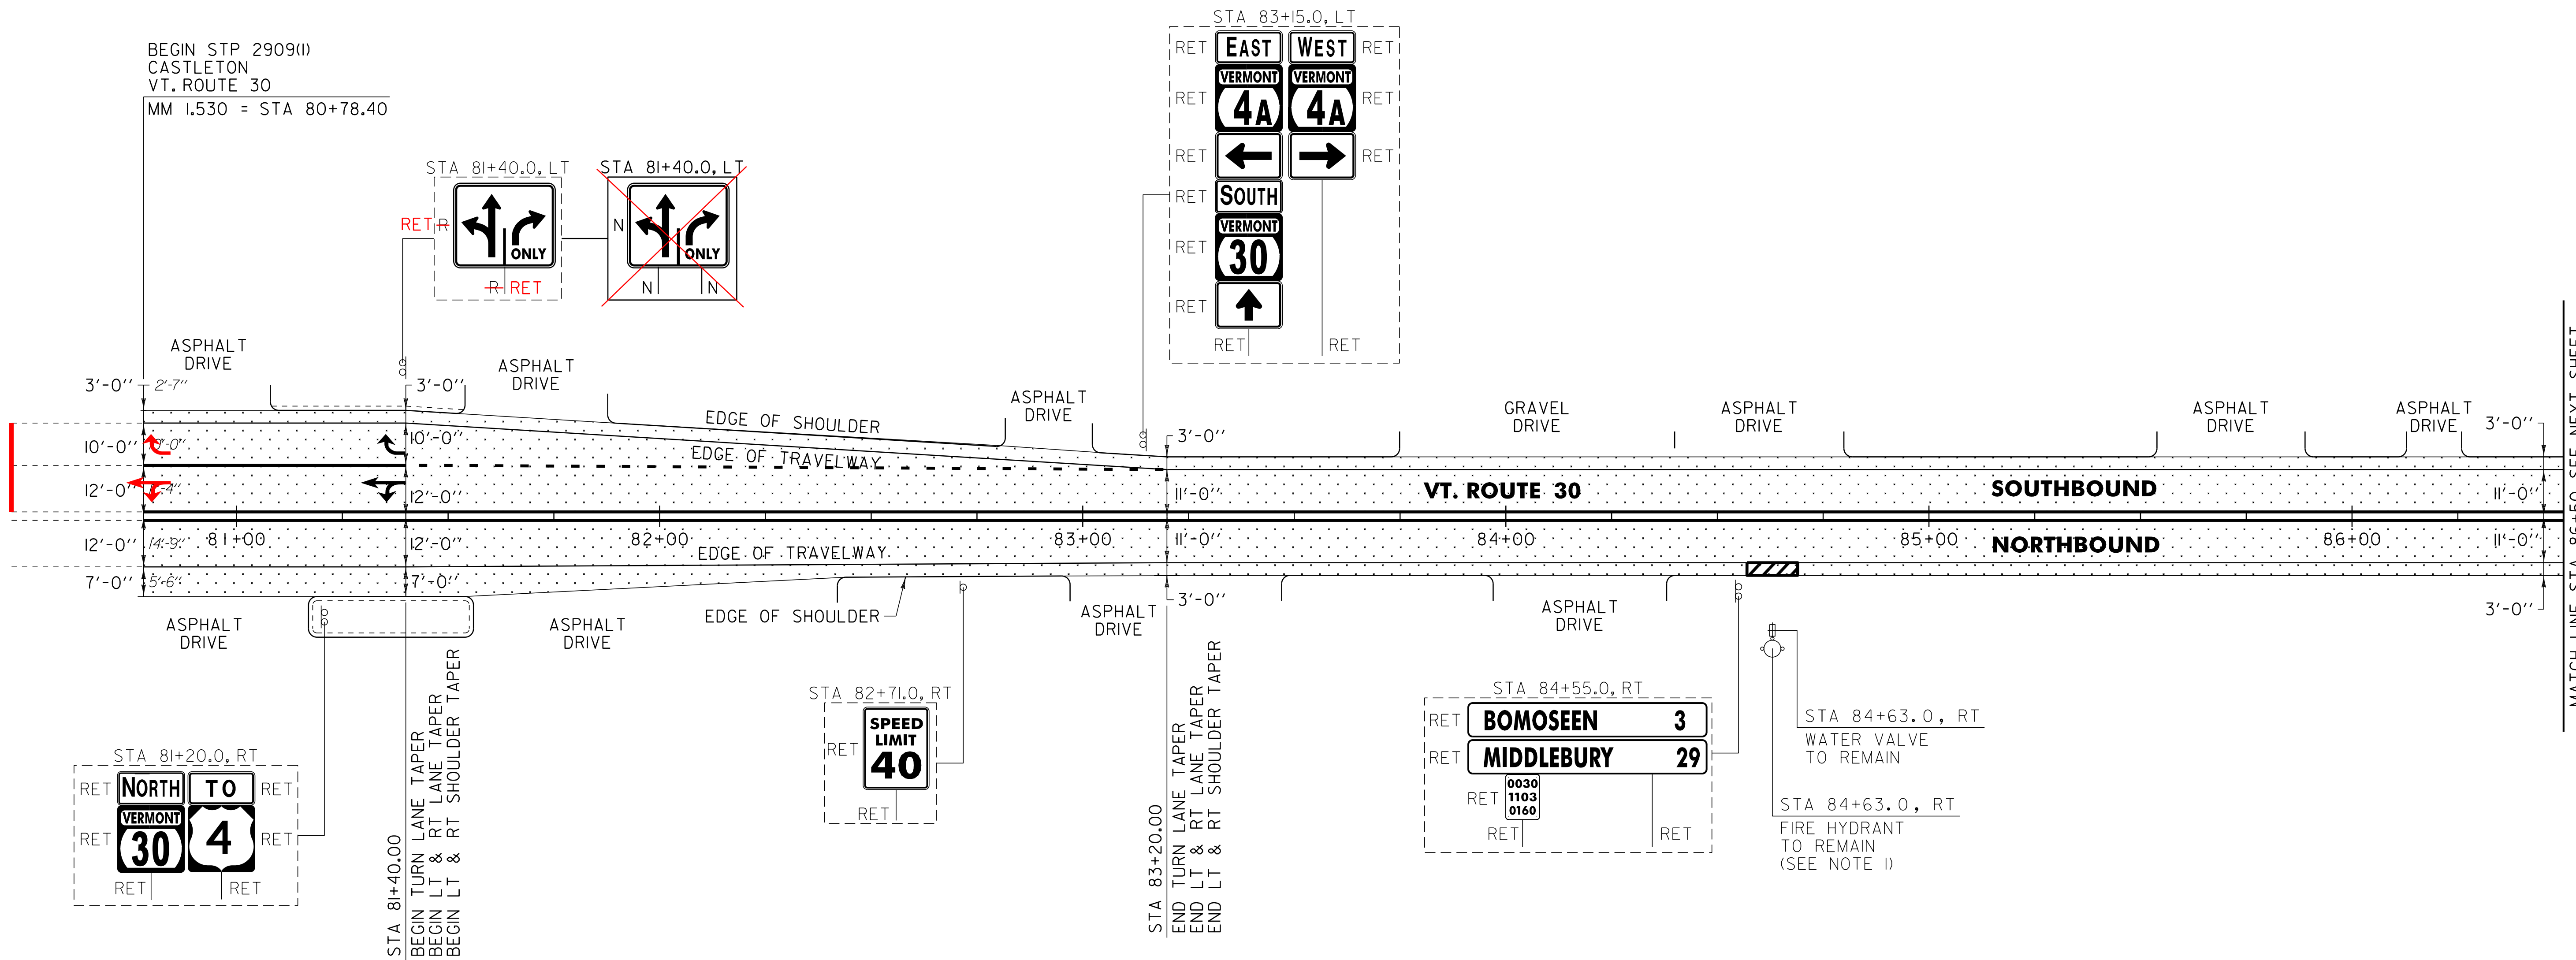 BEGIN STP 2909(1)
CASTLETON
VT. ROUTE 30
MM 1.530 = STA 80+78.40
STA 81+40.0, LT
RET R
ONLY
R RET
STA 81+40.0, LT
N
ONLY
N N
STA 83+15.0, LT
RET EAST WEST RET
RET VERMONT 4A VERMONT 4A RET
RET RET
RET SOUTH
RET VERMONT 30
RET
RET RET
ASPHALT
DRIVE
ASPHALT
DRIVE
ASPHALT
DRIVE
GRAVEL
DRIVE
ASPHALT
DRIVE
ASPHALT
DRIVE
ASPHALT
DRIVE
3'-0" 2'-7" 3'-0"
EDGE OF SHOULDER
3'-0" 3'-0"
10'-0" 10'-0"
EDGE OF TRAVELWAY
12'-0" 12'-0" 11'-0" VT. ROUTE 30 SOUTHBOUND 11'-0"
12'-0" 14'-9" 81+00 12'-0" 82+00 83+00 11'-0" 84+00 85+00 86+00 11'-0"
EDGE OF TRAVELWAY
NORTHBOUND
7'-0" 5'-6" 7'-0"
EDGE OF SHOULDER
3'-0" 3'-0"
ASPHALT
DRIVE
ASPHALT
DRIVE
ASPHALT
DRIVE
ASPHALT
DRIVE
MATCH LINE STA 86+50 SEE NEXT SHEET
STA 81+20.0, RT
RET NORTH TO RET
RET VERMONT 30 4 RET
RET RET
STA 81+40.00
BEGIN TURN LANE TAPER
BEGIN LT & RT LANE TAPER
BEGIN LT & RT SHOULDER TAPER
STA 82+71.0, RT
RET SPEED
LIMIT
40
RET
STA 83+20.00
END TURN LANE TAPER
END LT & RT LANE TAPER
END LT & RT SHOULDER TAPER
STA 84+55.0, RT
RET BOMOSEEN 3
RET MIDDLEBURY 29
RET 0030
1103
0160
RET RET
STA 84+63.0, RT
WATER VALVE
TO REMAIN
STA 84+63.0, RT
FIRE HYDRANT
TO REMAIN
(SEE NOTE 1)